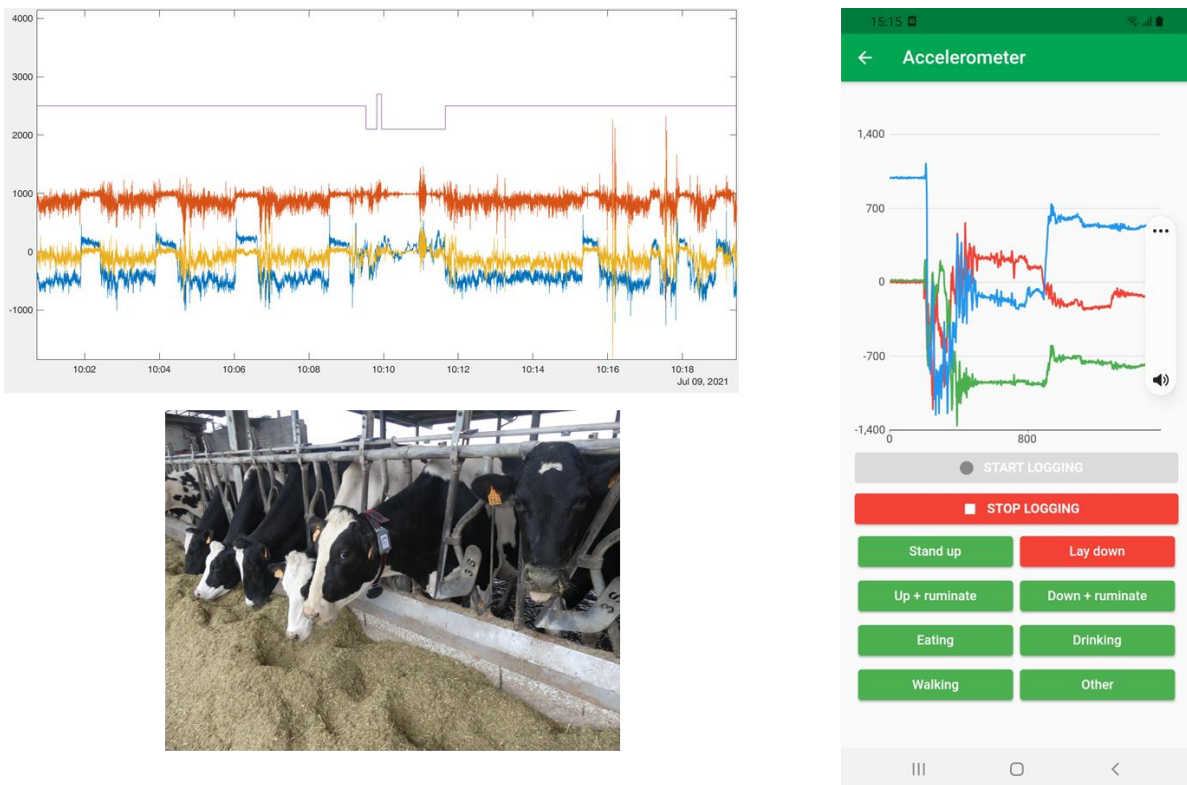 4000
3000
2000
1000
0
-1000
10:02 10:04 10:06 10:08 10:10 10:12 10:14 10:16 10:18
Jul 09, 2021
15:15
Accelerometer
1,400
700
0
-700
-1,400
0 800
START LOGGING
STOP LOGGING
Stand up Lay down
Up + ruminate Down + ruminate
Eating Drinking
Walking Other